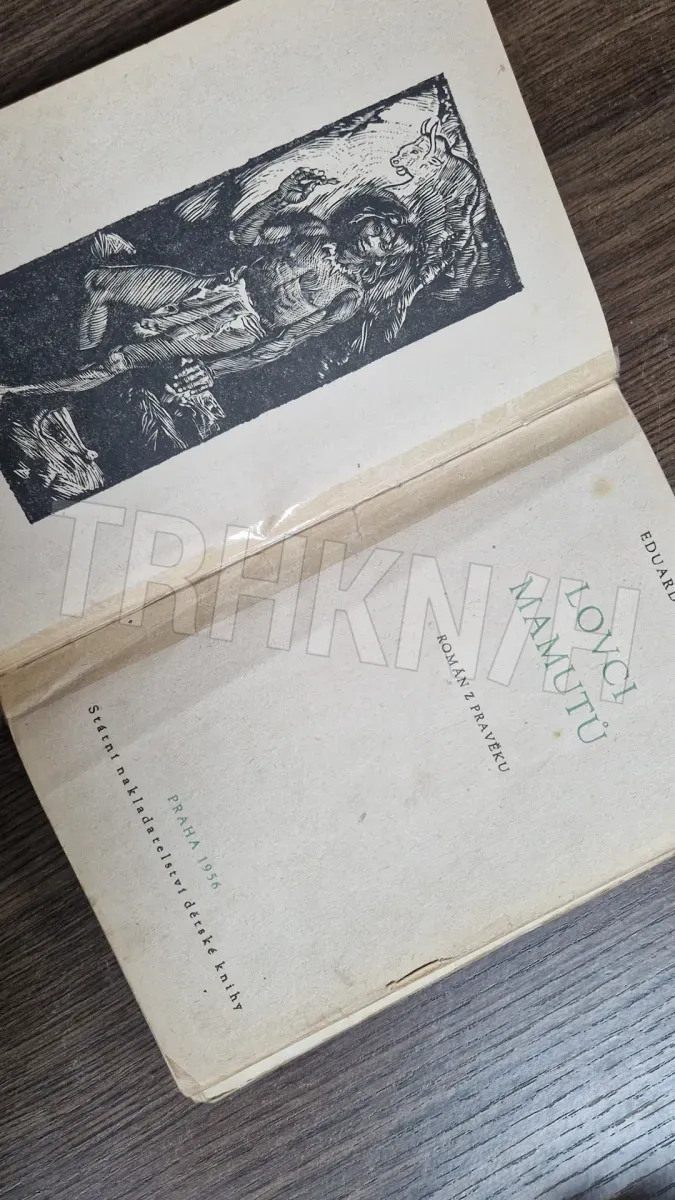 EDUARD
LOVCI
MAMUTŮ
ROMÁN Z PRAVĚKU
PRAHA 1956
Státní nakladatelství dětské knihy
TRHKNIH